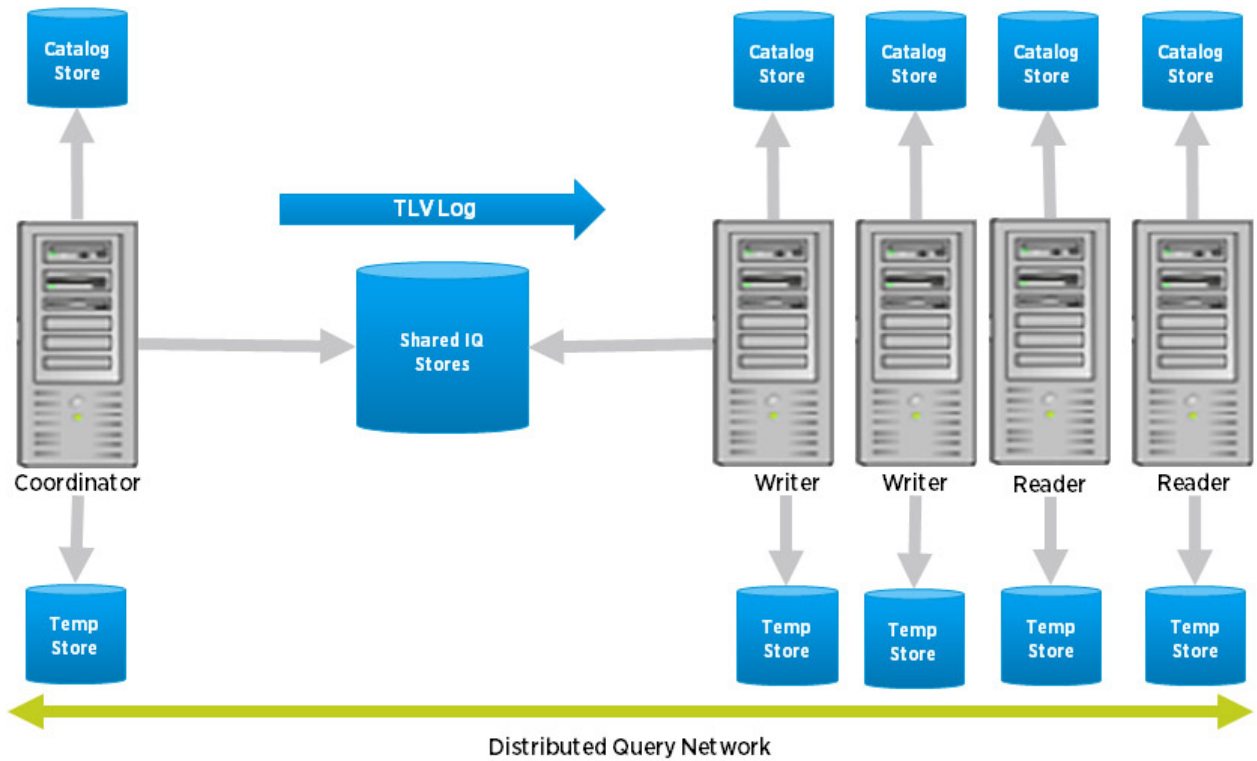 Catalog
Store
Catalog
Store
Catalog
Store
Catalog
Store
Catalog
Store
TLV Log
Shared IQ
Stores
Coordinator
Writer
Writer
Reader
Reader
Temp
Store
Temp
Store
Temp
Store
Temp
Store
Temp
Store
Distributed Query Network